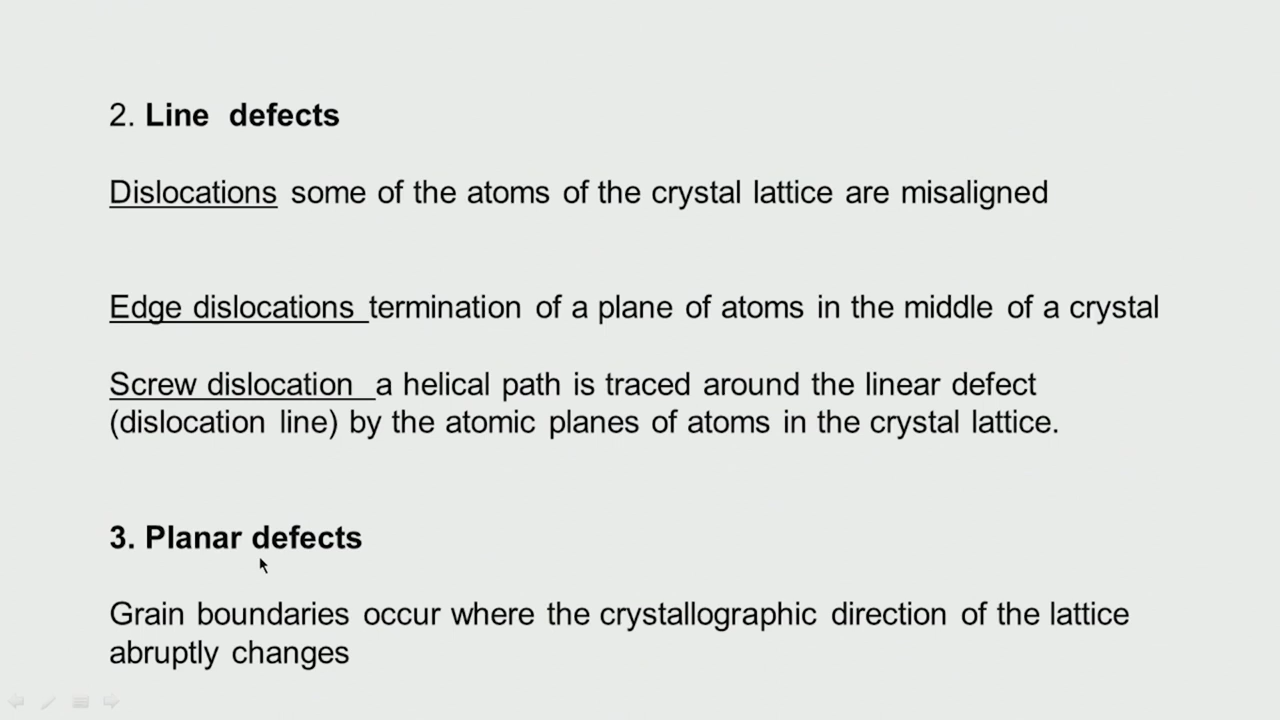 2. Line defects
Dislocations some of the atoms of the crystal lattice are misaligned
Edge dislocations termination of a plane of atoms in the middle of a crystal
Screw dislocation a helical path is traced around the linear defect
(dislocation line) by the atomic planes of atoms in the crystal lattice.
3. Planar defects
Grain boundaries occur where the crystallographic direction of the lattice
abruptly changes